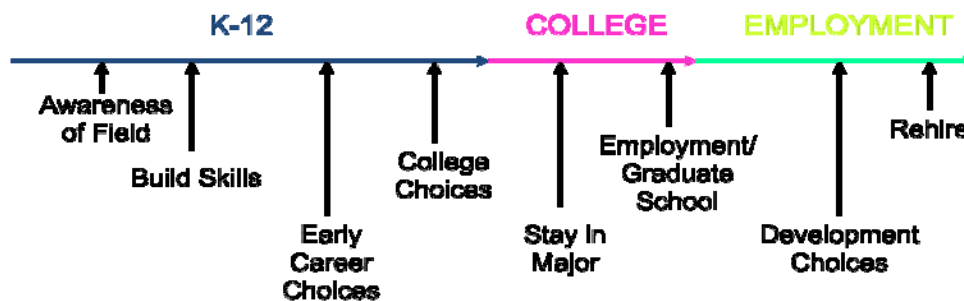 K-12
COLLEGE
EMPLOYMENT
Awareness
of Field
Build Skills
Early
Career
Choices
College
Choices
Stay In
Major
Employment/
Graduate
School
Development
Choices
Rehire